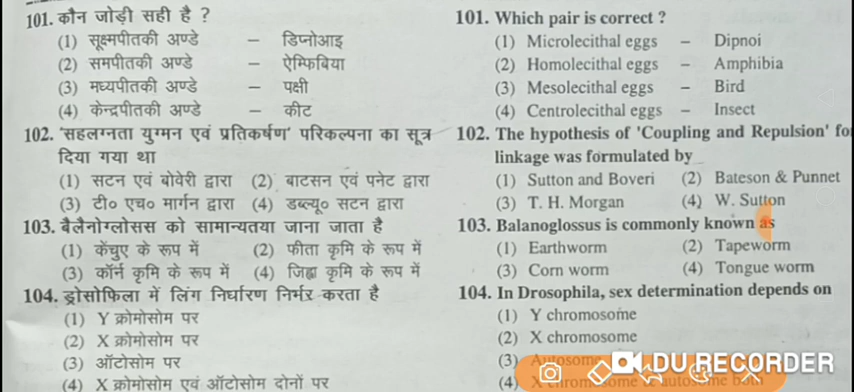 101. कौन जोड़ी सही है ?
(1) सूक्ष्मपीतकी अण्डे – डिप्नोआइ
(2) समपीतकी अण्डे – ऐम्फिबिया
(3) मध्यपीतकी अण्डे – पक्षी
(4) केन्द्रपीतकी अण्डे – कीट
102. 'सहलग्नता युग्मन एवं प्रतिकर्षण' परिकल्पना का सूत्र
दिया गया था
(1) सटन एवं बोवेरी द्वारा (2) बाटसन एवं पनेट द्वारा
(3) टी० एच० मार्गन द्वारा (4) डब्ल्यू० सटन द्वारा
103. बैलैनोग्लोसस को सामान्यतया जाना जाता है
(1) केंचुए के रूप में (2) फीता कृमि के रूप में
(3) कॉर्न कृमि के रूप में (4) जिह्वा कृमि के रूप में
104. ड्रोसोफिला में लिंग निर्धारण निर्भर करता है
(1) Y क्रोमोसोम पर
(2) X क्रोमोसोम पर
(3) ऑटोसोम पर
(4) X क्रोमोसोम एवं ऑटोसोम दोनों पर
101. Which pair is correct ?
(1) Microlecithal eggs – Dipnoi
(2) Homolecithal eggs – Amphibia
(3) Mesolecithal eggs – Bird
(4) Centrolecithal eggs – Insect
102. The hypothesis of 'Coupling and Repulsion' fo
linkage was formulated by
(1) Sutton and Boveri (2) Bateson & Punnet
(3) T. H. Morgan (4) W. Sutton
103. Balanoglossus is commonly known as
(1) Earthworm (2) Tapeworm
(3) Corn worm (4) Tongue worm
104. In Drosophila, sex determination depends on
(1) Y chromosome
(2) X chromosome
(3) Autosome
(4)
DU RECORDER